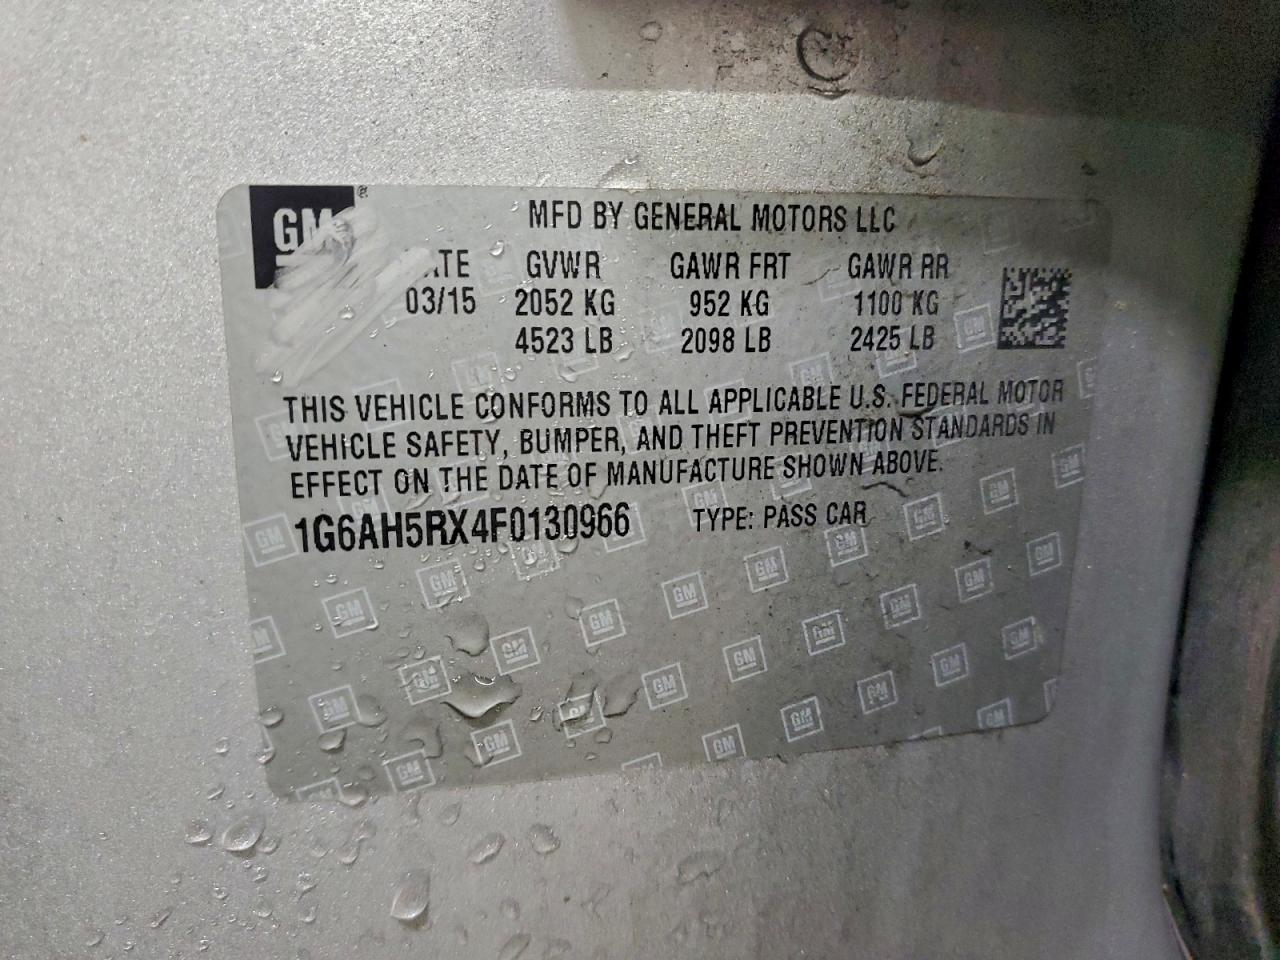 GM
MFD BY GENERAL MOTORS LLC
GVWR GAWR FRT GAWR RR
03/15 2052 KG 952 KG 1100 KG
4523 LB 2098 LB 2425 LB
THIS VEHICLE CONFORMS TO ALL APPLICABLE U.S. FEDERAL MOTOR
VEHICLE SAFETY, BUMPER, AND THEFT PREVENTION STANDARDS IN
EFFECT ON THE DATE OF MANUFACTURE SHOWN ABOVE.
1G6AH5RX4F0130966 TYPE: PASS CAR